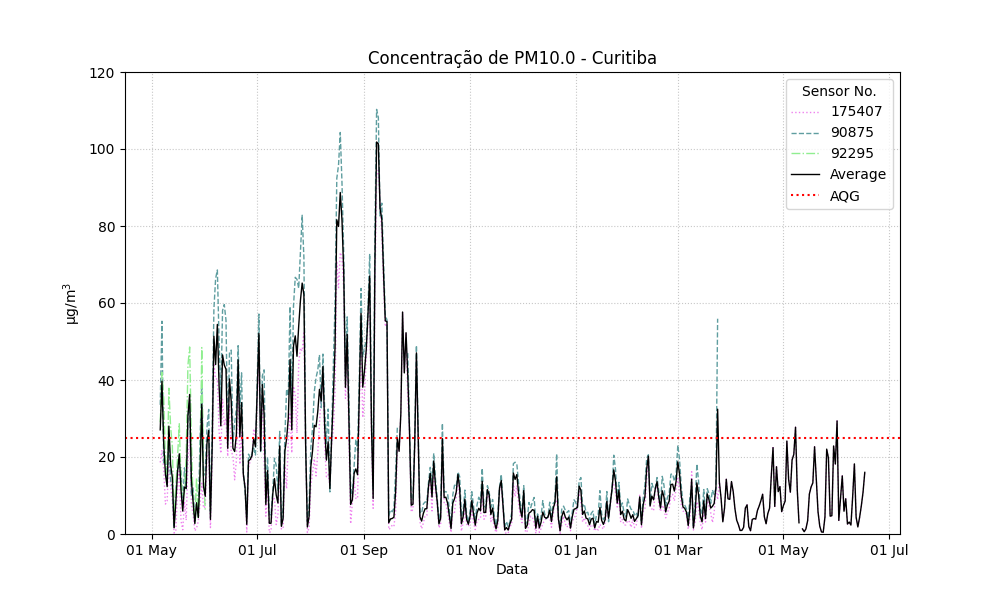 Concentração de PM10.0 - Curitiba
120
100
80
60
40
20
0
µg/m³
Sensor No.
175407
90875
92295
Average
AQG
01 May
01 Jul
01 Sep
01 Nov
01 Jan
01 Mar
01 May
01 Jul
Data